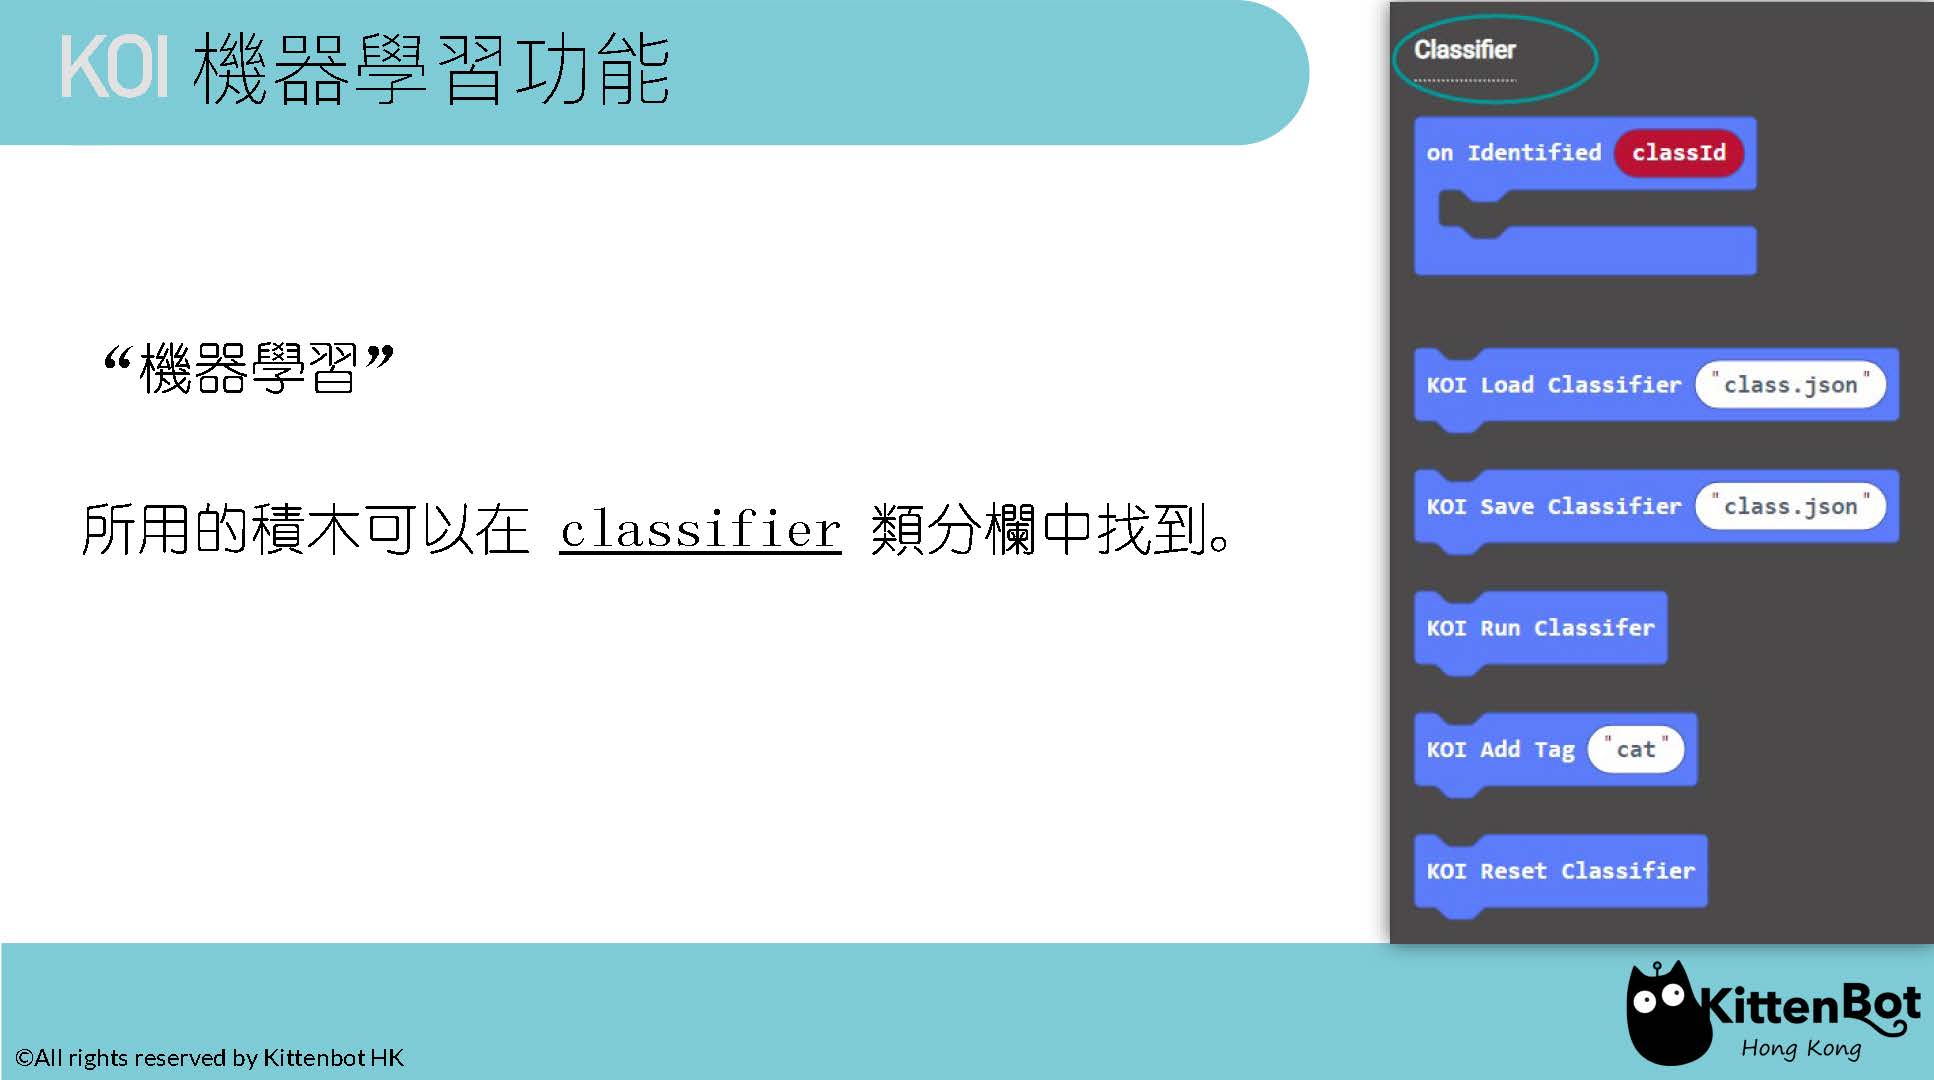 KOI 機器學習功能
“機器學習”
所用的積木可以在 classifier 類分欄中找到。
Classifier
on Identified classId
KOI Load Classifier "class.json"
KOI Save Classifier "class.json"
KOI Run Classifer
KOI Add Tag "cat"
KOI Reset Classifier
©All rights reserved by Kittenbot HK
KittenBot
Hong Kong